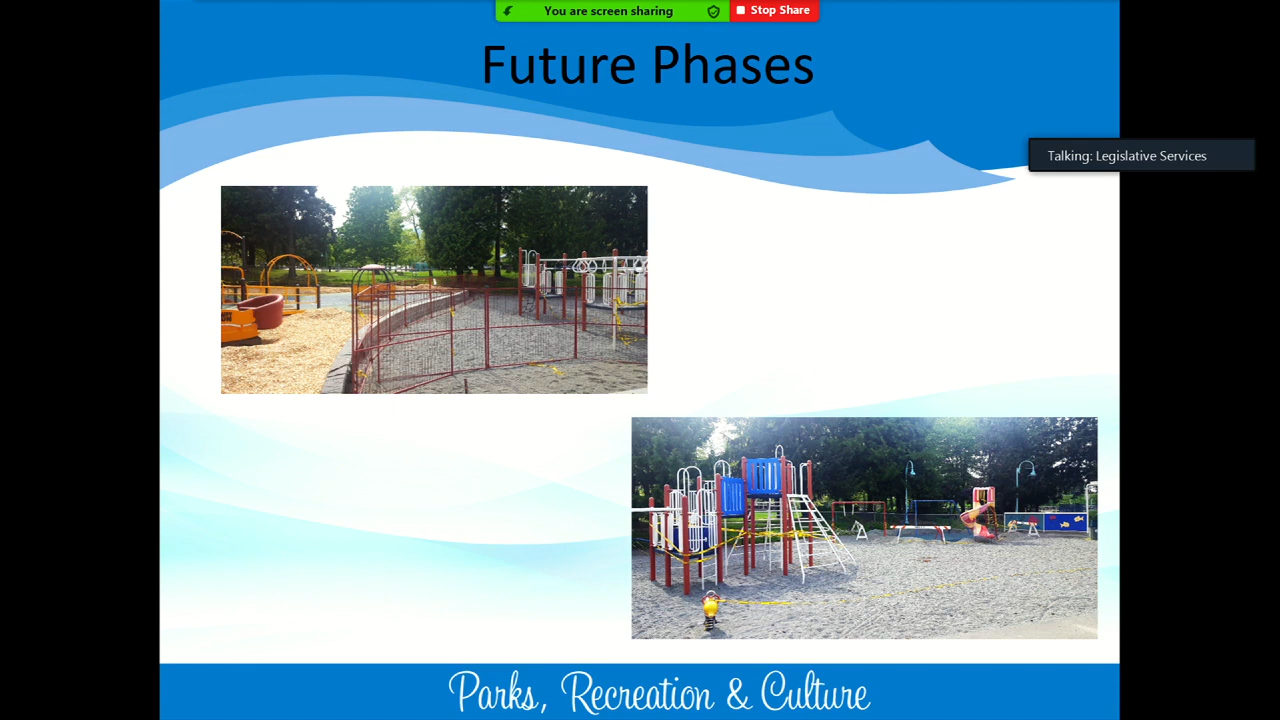 You are screen sharing
Stop Share
Future Phases
Talking: Legislative Services
Parks, Recreation & Culture